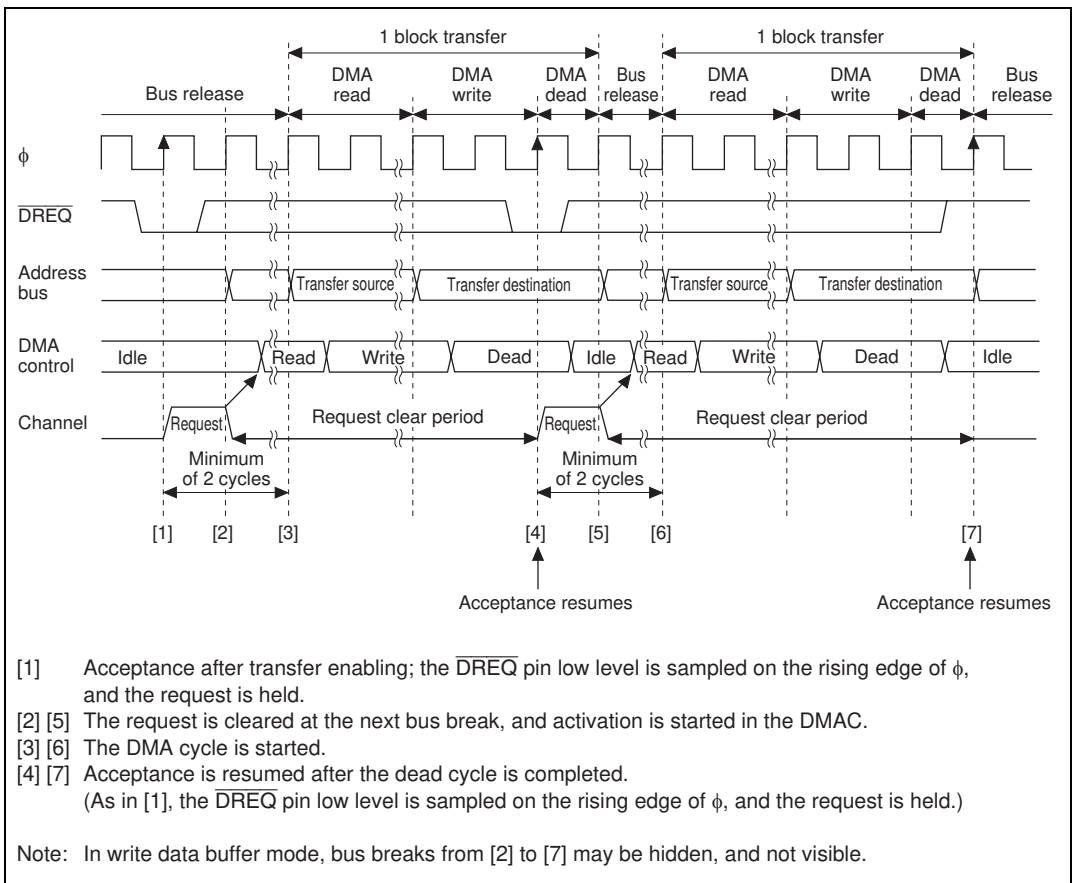 1 block transfer 1 block transfer
DMA read DMA write DMA dead Bus release DMA read DMA write DMA dead Bus release
Bus release
φ
DREQ
Address bus Transfer source Transfer destination Transfer source Transfer destination
DMA control Idle Read Write Dead Idle Read Write Dead Idle
Channel Request Request clear period Request Request clear period
Minimum of 2 cycles Minimum of 2 cycles
[1] [2] [3] [4] [5] [6] [7]
Acceptance resumes Acceptance resumes
[1] Acceptance after transfer enabling; the DREQ pin low level is sampled on the rising edge of φ,
and the request is held.
[2] [5] The request is cleared at the next bus break, and activation is started in the DMAC.
[3] [6] The DMA cycle is started.
[4] [7] Acceptance is resumed after the dead cycle is completed.
(As in [1], the DREQ pin low level is sampled on the rising edge of φ, and the request is held.)
Note: In write data buffer mode, bus breaks from [2] to [7] may be hidden, and not visible.